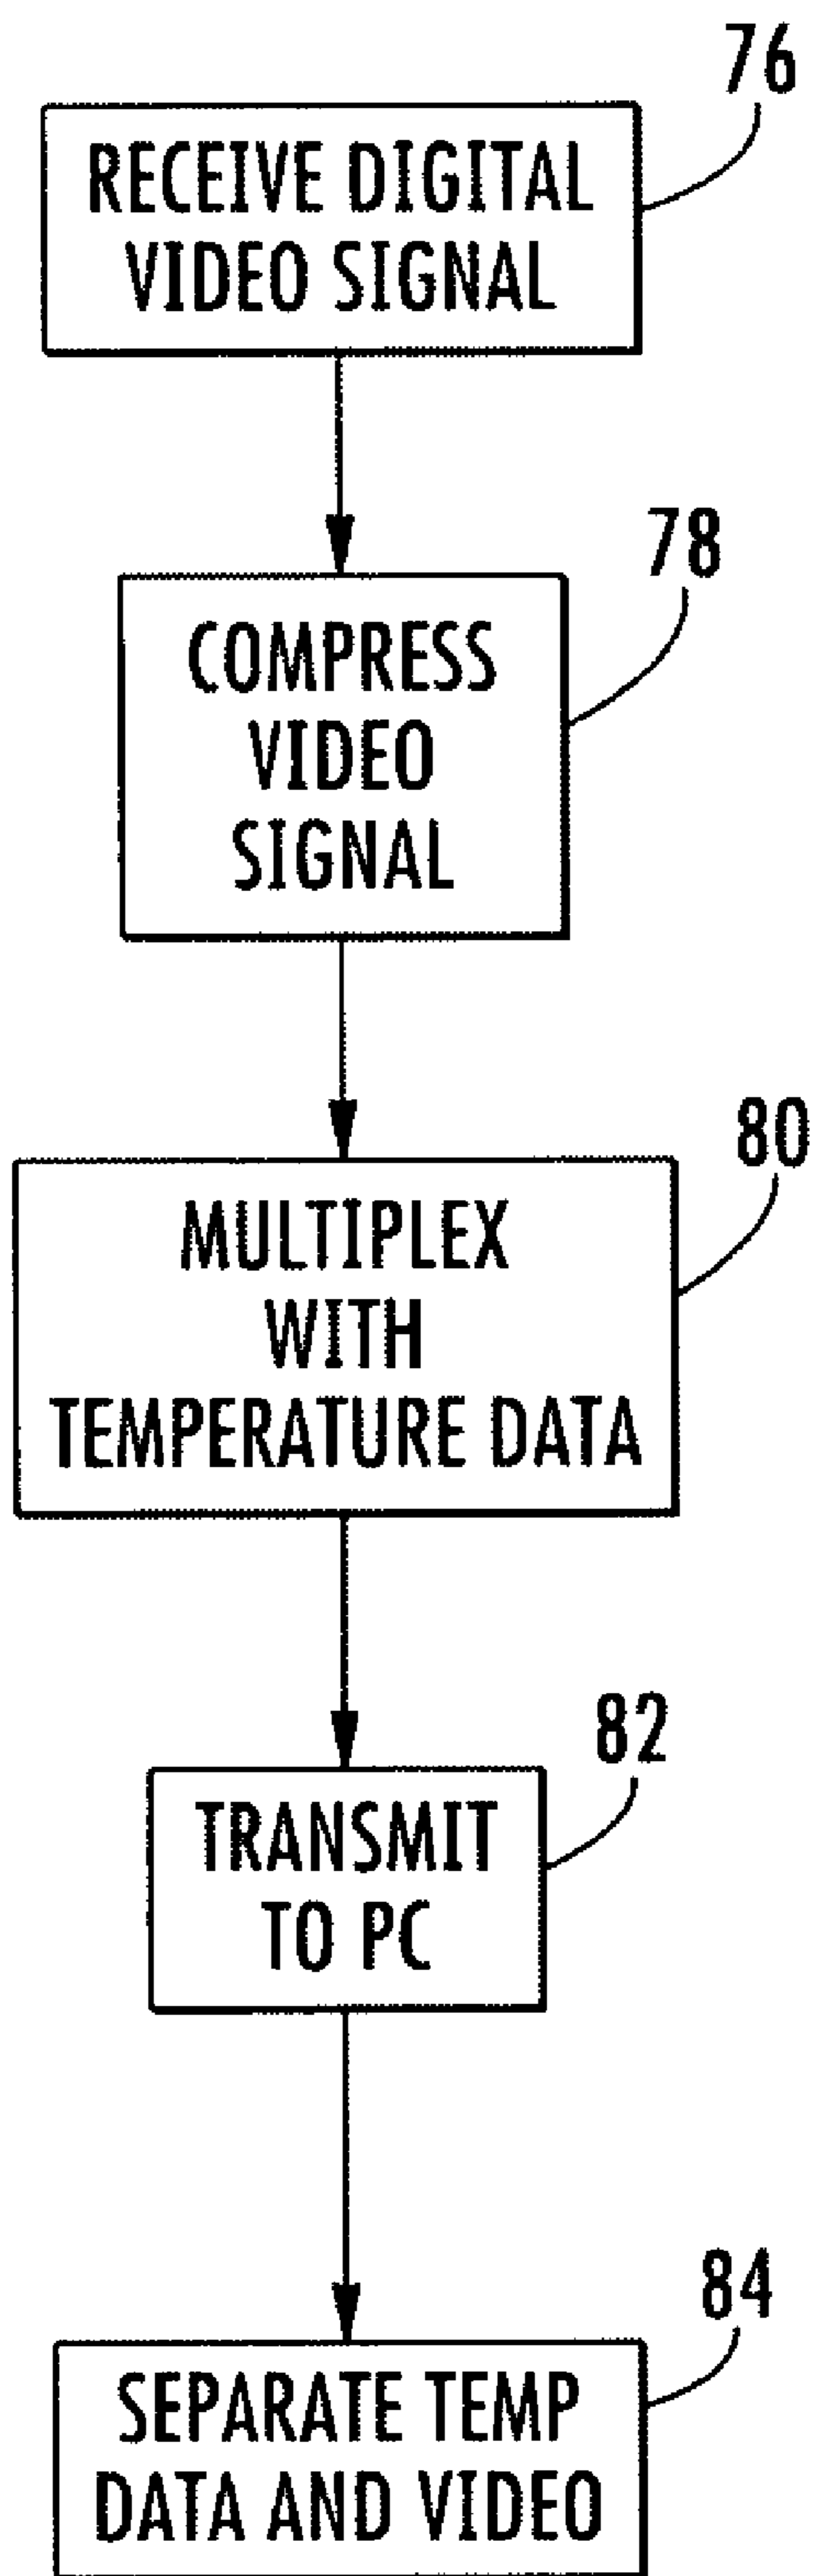 76
RECEIVE DIGITAL
VIDEO SIGNAL
78
COMPRESS
VIDEO
SIGNAL
80
MULTIPLEX
WITH
TEMPERATURE DATA
82
TRANSMIT
TO PC
84
SEPARATE TEMP
DATA AND VIDEO